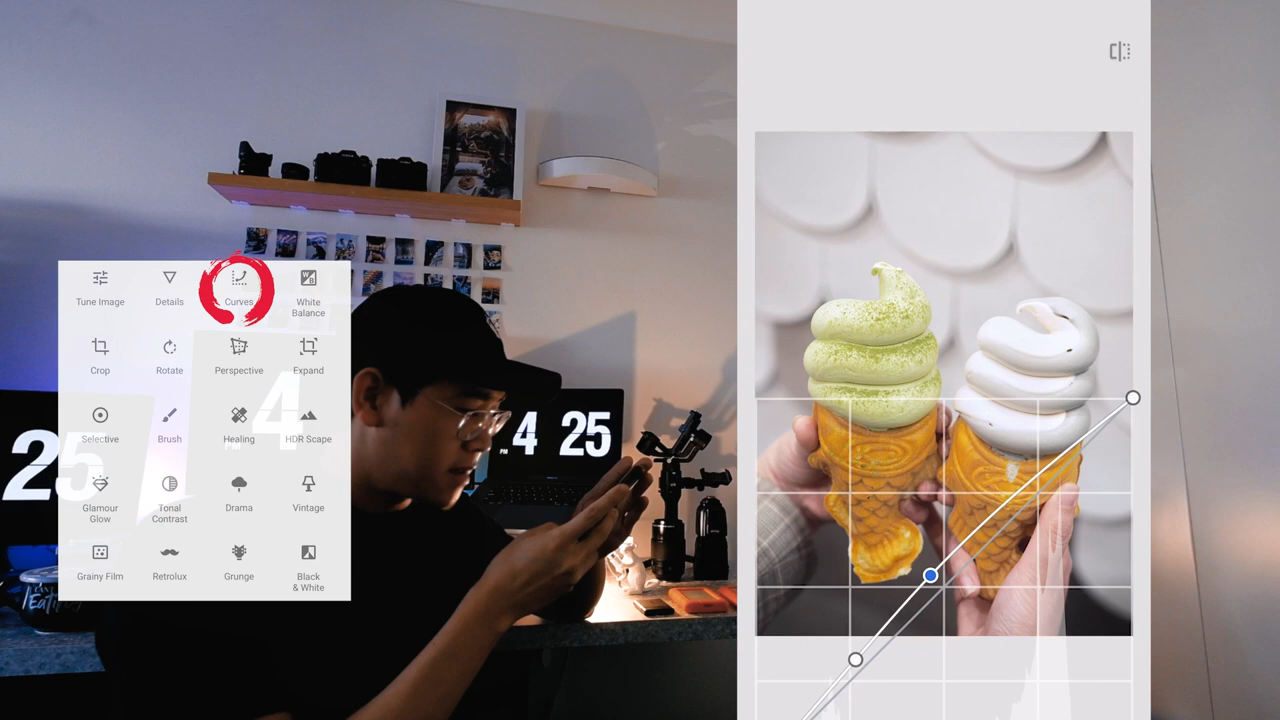 Tune Image
Details
Curves
White
Balance
Crop
Rotate
Perspective
Expand
Selective
Brush
Healing
HDR Scape
Glamour
Glow
Tonal
Contrast
Drama
Vintage
Grainy Film
Retrolux
Grunge
Black
& White
25
4
PM
4
25